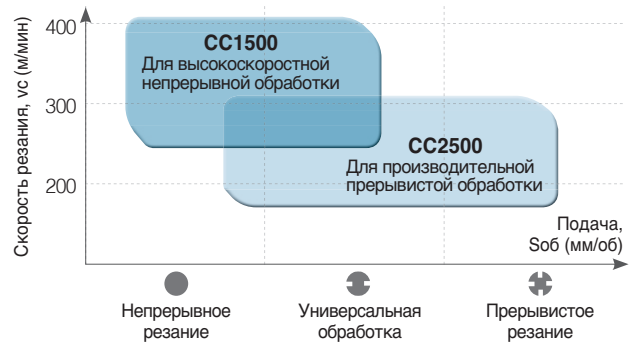 Скорость резания, vc (м/мин)
400
300
200
CC1500
Для высокоскоростной
непрерывной обработки
CC2500
Для производительной
прерывистой обработки
Подача,
Sоб (мм/об)
Непрерывное
резание
Универсальная
обработка
Прерывистое
резание